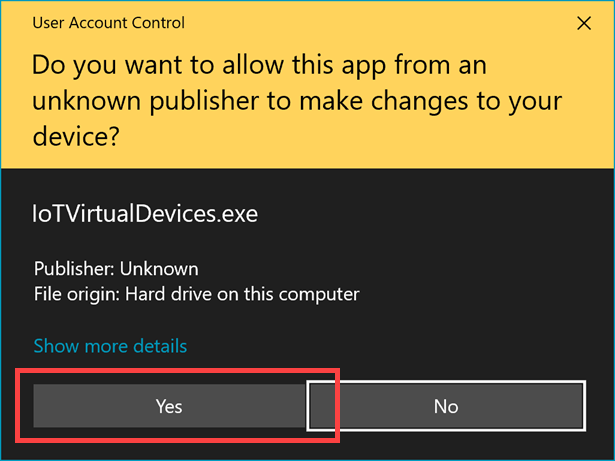 User Account Control
Do you want to allow this app from an
unknown publisher to make changes to your
device?
IoTVirtualDevices.exe
Publisher: Unknown
File origin: Hard drive on this computer
Show more details
Yes
No